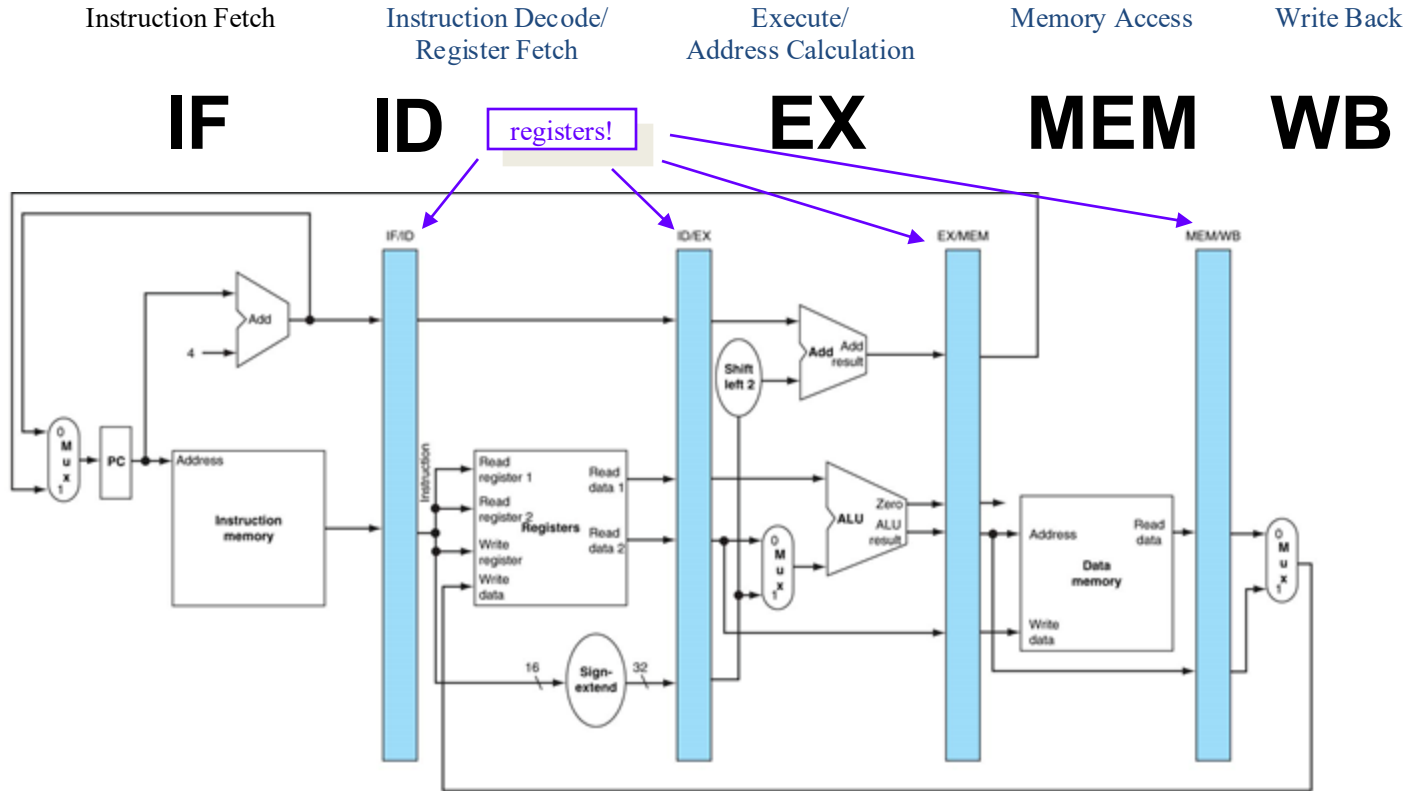 Instruction Fetch
Instruction Decode/
Register Fetch
Execute/
Address Calculation
Memory Access
Write Back
IF
ID
registers!
EX
MEM
WB
IF/ID
ID/EX
EX/MEM
MEM/WB
Add
4
Shift
left 2
Add
Add
result
0
M
u
x
1
PC
Address
Instruction
memory
Instruction
Read
register 1
Read
register 2
Registers
Write
register
Write
data
Read
data 1
Read
data 2
16
Sign-
extend
32
0
M
u
x
1
Zero
ALU
ALU
result
Address
Read
data
Data
memory
Write
data
0
M
u
x
1